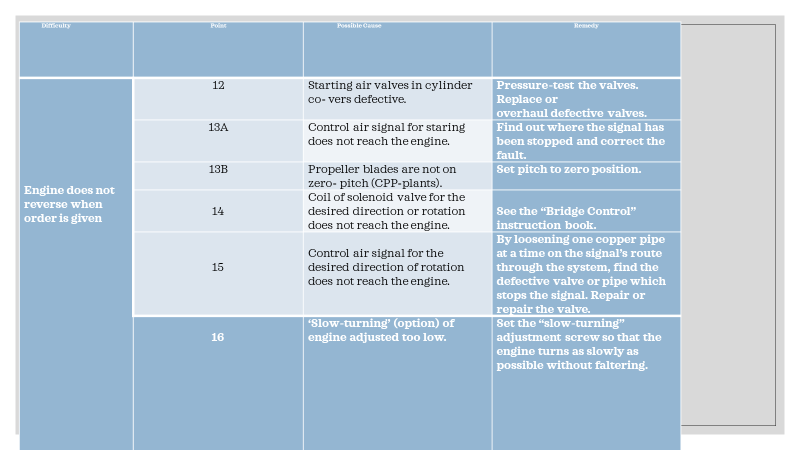 Difficulty Point Possible Cause Remedy
12 Starting air valves in cylinder Pressure-test the valves.
co- vers defective. Replace or
overhaul defective valves.
13A Control air signal for staring Find out where the signal has
does not reach the engine. been stopped and correct the
fault.
13B Propeller blades are not on Set pitch to zero position.
zero- pitch (CPP-plants).
Engine does not
reverse when
order is given
14 Coil of solenoid valve for the
desired direction or rotation See the “Bridge Control”
does not reach the engine. instruction book.
15 Control air signal for the
desired direction of rotation
does not reach the engine.
By loosening one copper pipe
at a time on the signal’s route
through the system, find the
defective valve or pipe which
stops the signal. Repair or
repair the valve.
16 ‘Slow-turning’ (option) of
engine adjusted too low.
Set the “slow-turning”
adjustment screw so that the
engine turns as slowly as
possible without faltering.